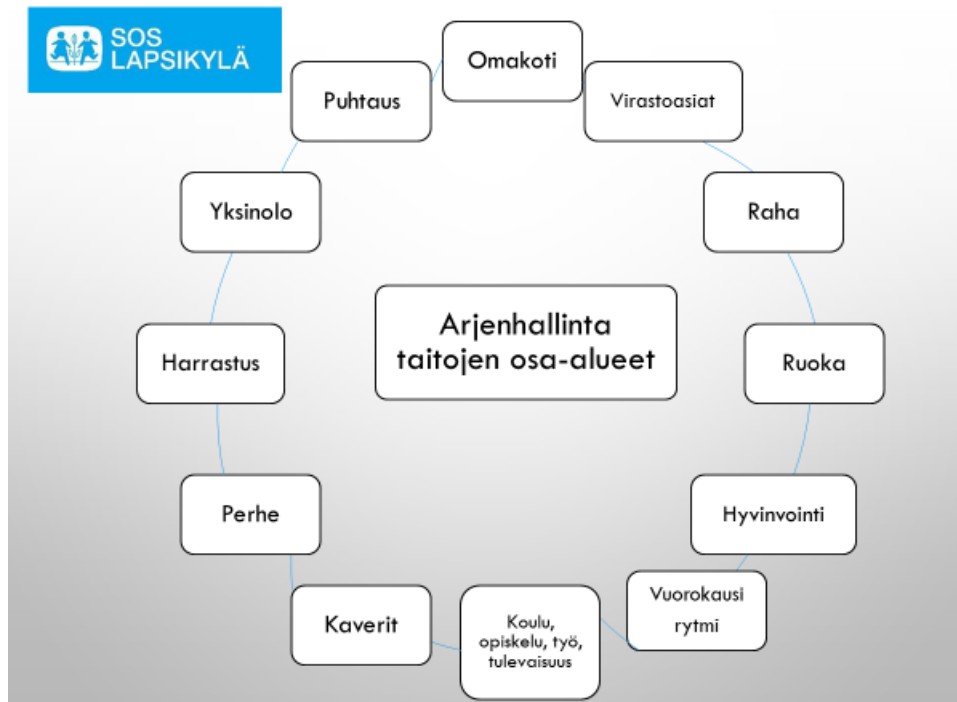 SOS
LAPSIKYLÄ
Omakoti
Virastoasiat
Raha
Ruoka
Hyvinvointi
Vuorokausi
rytmi
Koulu,
opiskelu, työ,
tulevaisuus
Kaverit
Perhe
Harrastus
Yksinolo
Puhtaus
Arjenhallinta
taitojen osa-alueet